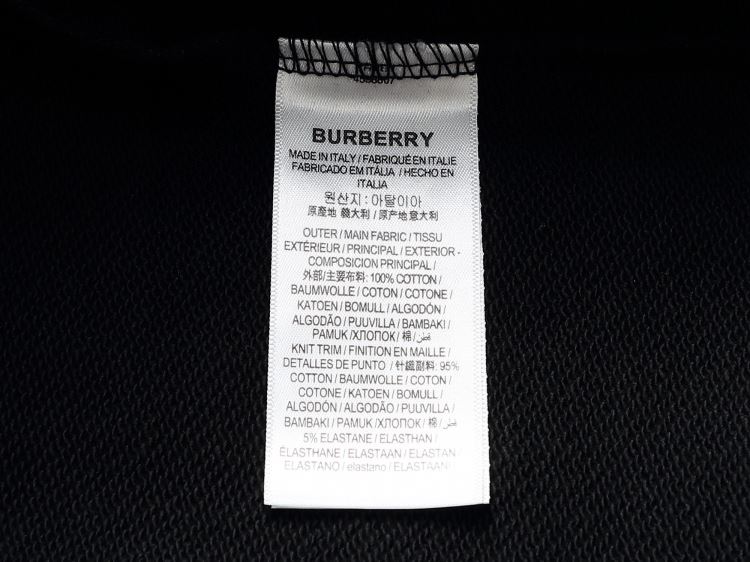 BURBERRY
MADE IN ITALY / FABRIQUÉ EN ITALIE
FABRICADO EM ITÁLIA / HECHO EN
ITALIA
원산지 : 아탈이아
原產地 義大利 / 原产地意大利
OUTER / MAIN FABRIC / TISSU
EXTÉRIEUR / PRINCIPAL / EXTERIOR -
COMPOSICION PRINCIPAL /
外部/主要布料: 100% COTTON /
BAUMWOLLE / COTON / COTONE /
KATOEN / BOMULL / ALGODÓN /
ALGODÃO / PUUVILLA / BAMBAKI /
PAMUK / ХЛОПОК / 棉 / قطن /
KNIT TRIM / FINITION EN MAILLE /
DETALLES DE PUNTO / 針織副料: 95%
COTTON / BAUMWOLLE / COTON /
COTONE / KATOEN / BOMULL /
ALGODÓN / ALGODÃO / PUUVILLA /
BAMBAKI / PAMUK / ХЛОПОК / 棉 / قطن /
5% ELASTANE / ELASTHAN /
ÉLASTHANE / ELASTAAN / ELASTAN /
ELASTANO / elastano / ELASTAANI